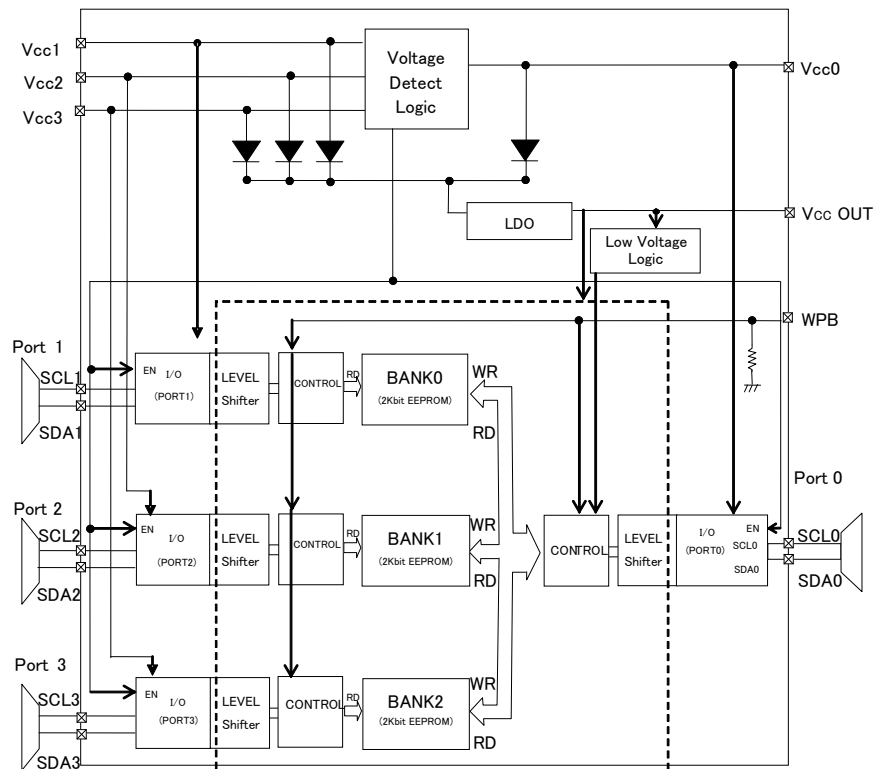 Vcc1
Vcc2
Vcc3
Voltage
Detect
Logic
Vcc0
LDO
Vcc OUT
Low Voltage
Logic
WPB
Port 1
SCL1
SDA1
EN
I/O
(PORT1)
LEVEL
Shifter
CONTROL
RD
BANK0
(2Kbit EEPROM)
WR
RD
Port 2
SCL2
SDA2
EN
I/O
(PORT2)
LEVEL
Shifter
CONTROL
RD
BANK1
(2Kbit EEPROM)
WR
RD
CONTROL
LEVEL
Shifter
I/O
(PORT0)
EN
SCL0
SDA0
Port 0
SCL0
SDA0
Port 3
SCL3
SDA3
EN
I/O
(PORT3)
LEVEL
Shifter
CONTROL
RD
BANK2
(2Kbit EEPROM)
WR
RD